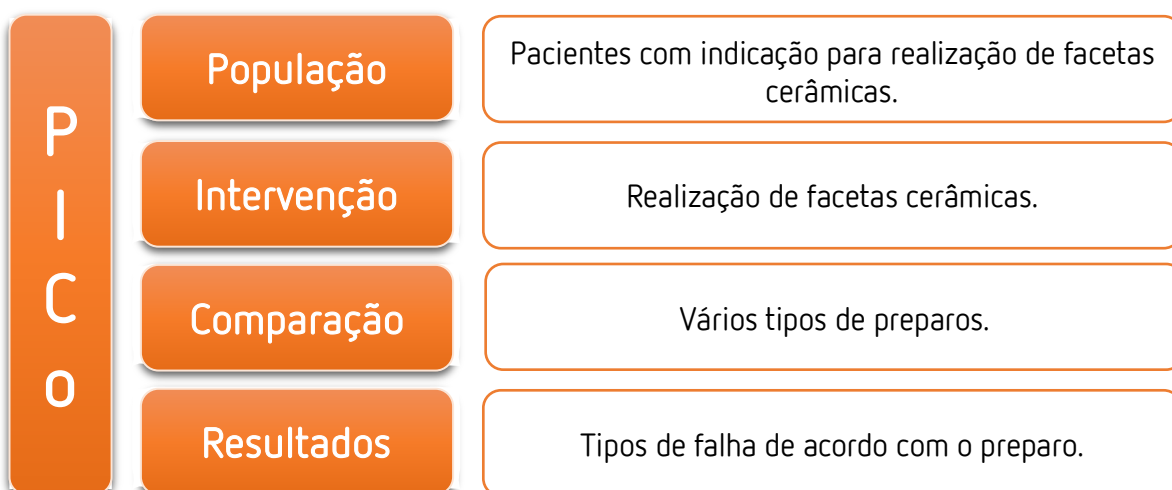 P
I
C
o
População
Pacientes com indicação para realização de facetas
cerâmicas.
Intervenção
Realização de facetas cerâmicas.
Comparação
Vários tipos de preparos.
Resultados
Tipos de falha de acordo com o preparo.